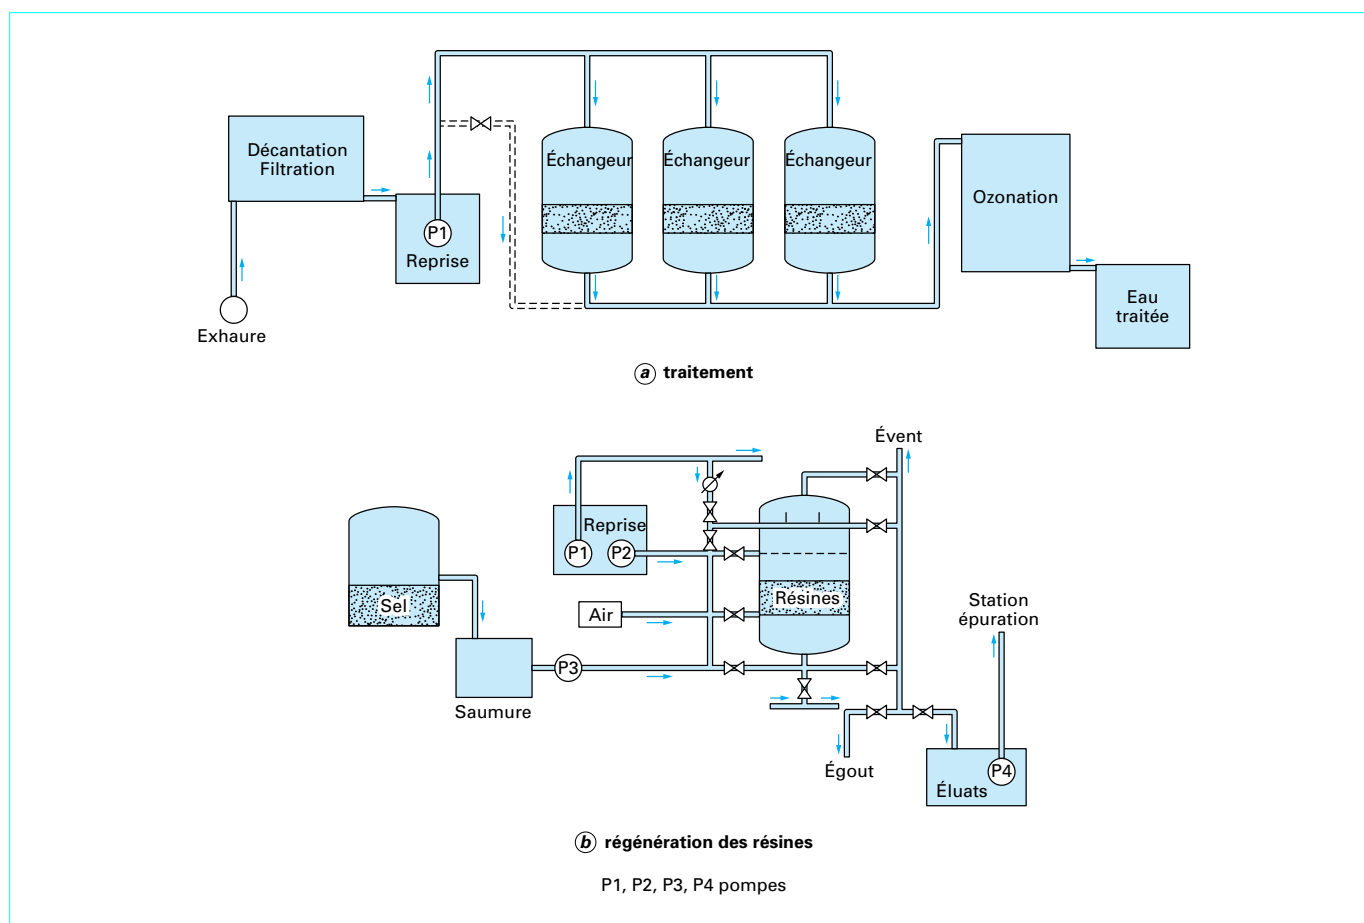 Décantation
Filtration
P1
Reprise
Exhaure
Échangeur
Échangeur
Échangeur
Ozonation
Eau
traitée
a traitement
Évent
Reprise
P1
P2
Sel
Air
Résines
Station
épuration
P3
Saumure
Égout
P4
Éluats
b régénération des résines
P1, P2, P3, P4 pompes